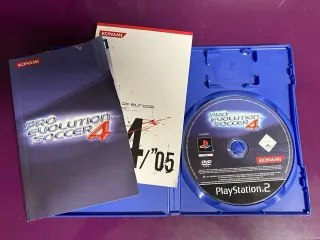 KONAMI
PRO
EVOLUTION
SOCCER 4
KONAMI
4/"05
PRO
EVOLUTION
SOCCER 4
KONAMI
PlayStation.2